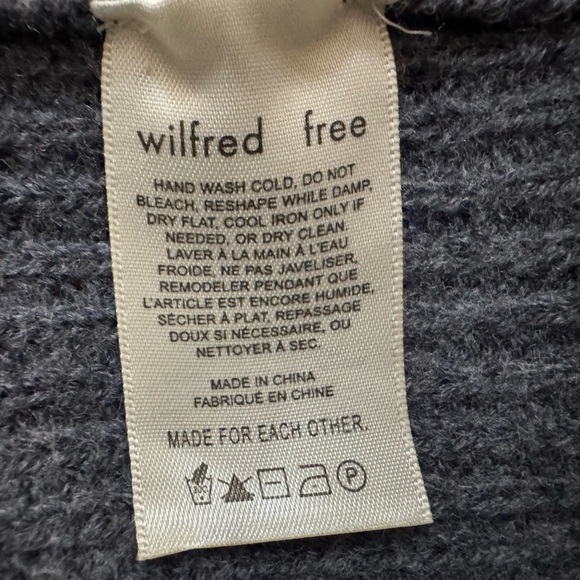 wilfred free
HAND WASH COLD, DO NOT
BLEACH, RESHAPE WHILE DAMP,
DRY FLAT, COOL IRON ONLY IF
NEEDED, OR DRY CLEAN.
LAVER À LA MAIN À L'EAU
FROIDE, NE PAS JAVELISER,
REMODELER PENDANT QUE
L'ARTICLE EST ENCORE HUMIDE,
SÉCHER À PLAT, REPASSAGE
DOUX SI NÉCESSAIRE, OU
NETTOYER À SEC.
MADE IN CHINA
FABRIQUÉ EN CHINE
MADE FOR EACH OTHER.
P